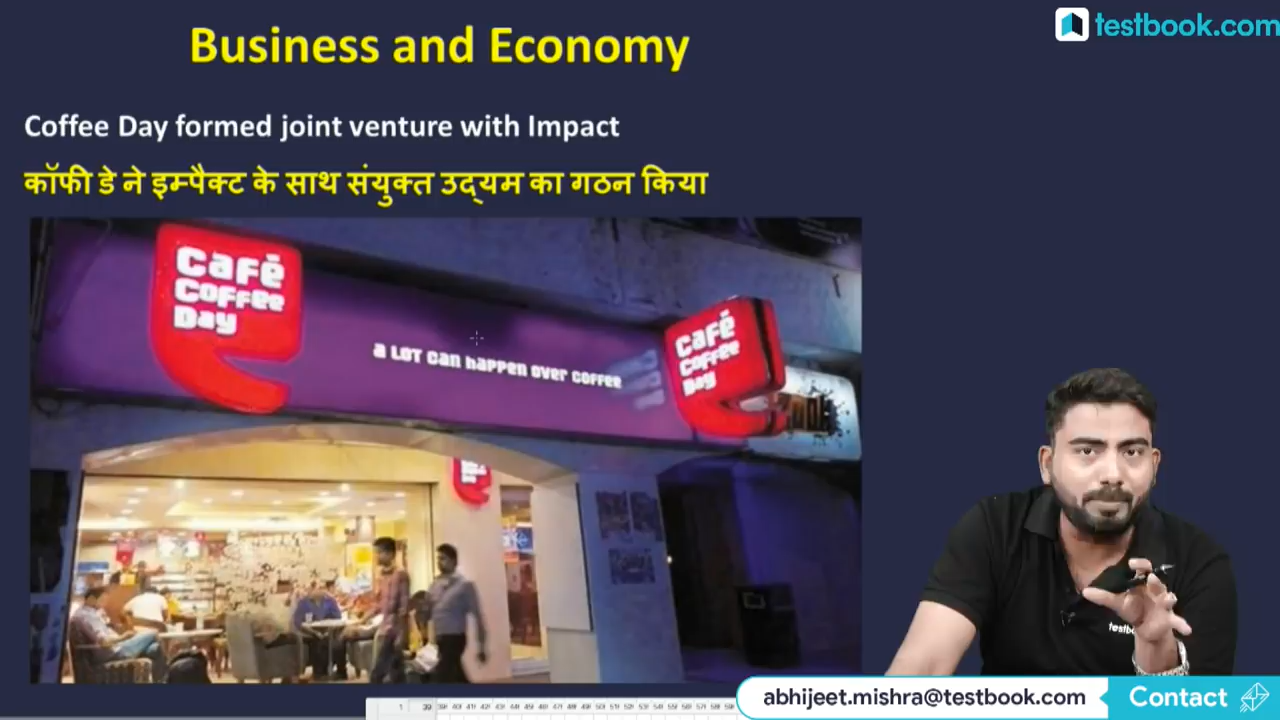 Business and Economy
testbook.com
Coffee Day formed joint venture with Impact
कॉफी डे ने इम्पैक्ट के साथ संयुक्त उद्यम का गठन किया
Café
Coffee
Day
a LOT can happen over coffee
Café
Coffee
Day
abhijeet.mishra@testbook.com
Contact